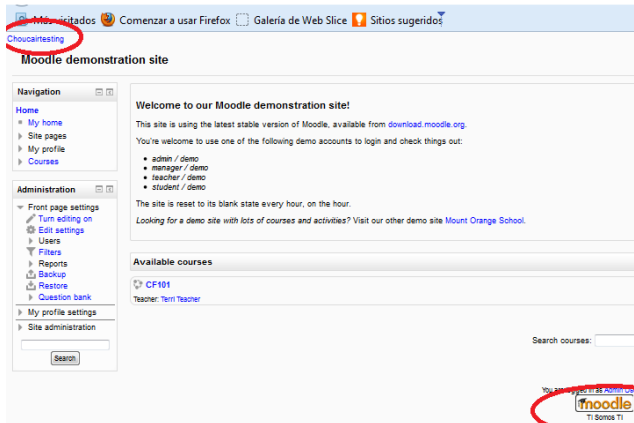 Más visitados Comenzar a usar Firefox Galería de Web Slice Sitios sugeridos
Choucairtesting
Moodle demonstration site
Navigation
Home
My home
Site pages
My profile
Courses
Administration
Front page settings
Turn editing on
Edit settings
Users
Filters
Reports
Backup
Restore
Question bank
My profile settings
Site administration
Search
Welcome to our Moodle demonstration site!
This site is using the latest stable version of Moodle, available from download.moodle.org.
You're welcome to use one of the following demo accounts to login and check things out:
admin / demo
manager / demo
teacher / demo
student / demo
The site is reset to its blank state every hour, on the hour.
Looking for a demo site with lots of courses and activities? Visit our other demo site Mount Orange School.
Available courses
CF101
Teacher: Terri Teacher
Search courses:
You are logged in as Admin
moodle
TI Somos TI